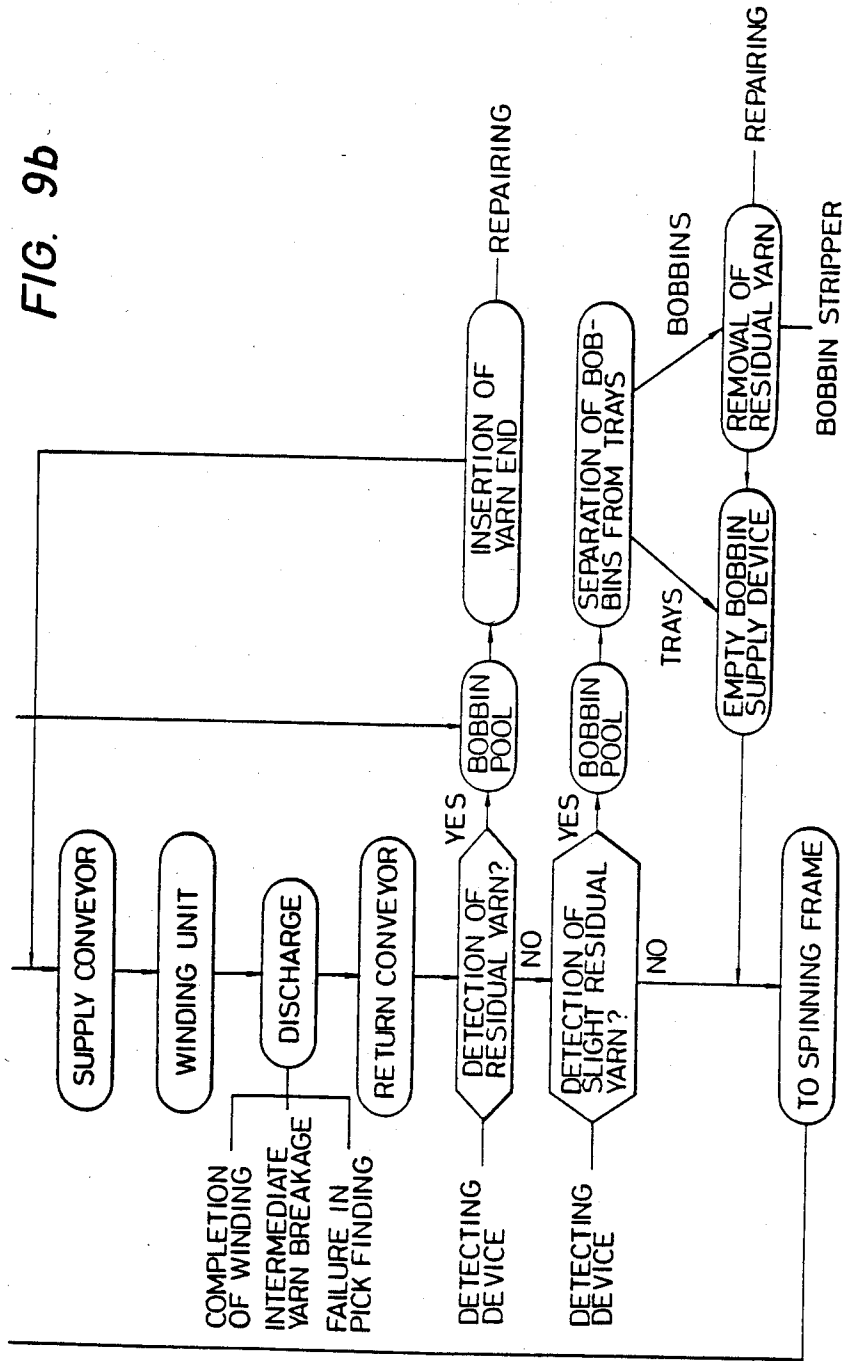 FIG. 9b
SUPPLY CONVEYOR
WINDING UNIT
COMPLETION
OF WINDING
INTERMEDIATE
YARN BREAKAGE
FAILURE IN
PICK FINDING
DISCHARGE
RETURN CONVEYOR
DETECTING
DEVICE
DETECTION OF
RESIDUAL YARN?
YES
NO
BOBBIN
POOL
INSERTION OF
YARN END
REPAIRING
DETECTING
DEVICE
DETECTION OF
SLIGHT RESIDUAL
YARN?
YES
NO
BOBBIN
POOL
SEPARATION OF BOB-
BINS FROM TRAYS
TRAYS
BOBBINS
EMPTY BOBBIN
SUPPLY DEVICE
REMOVAL OF
RESIDUAL YARN
REPAIRING
BOBBIN STRIPPER
TO SPINNING FRAME